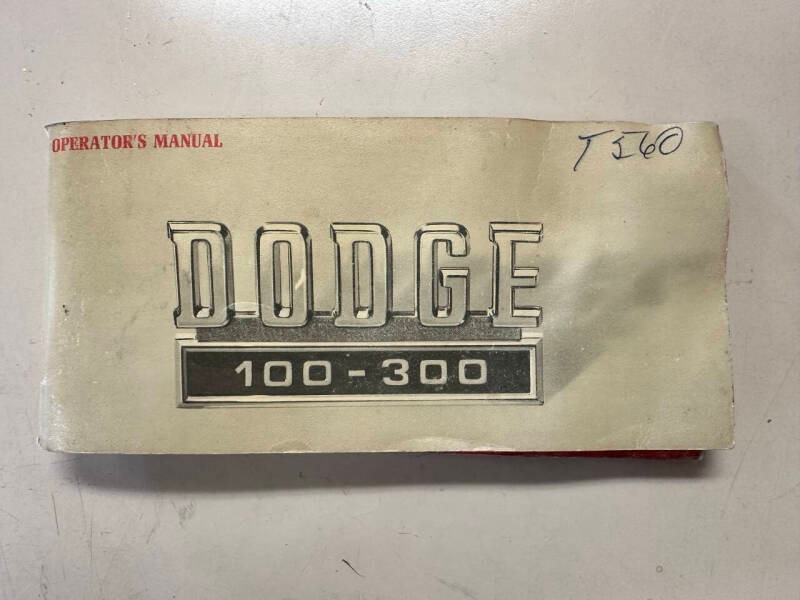 OPERATOR'S MANUAL
T560
DODGE
100-300